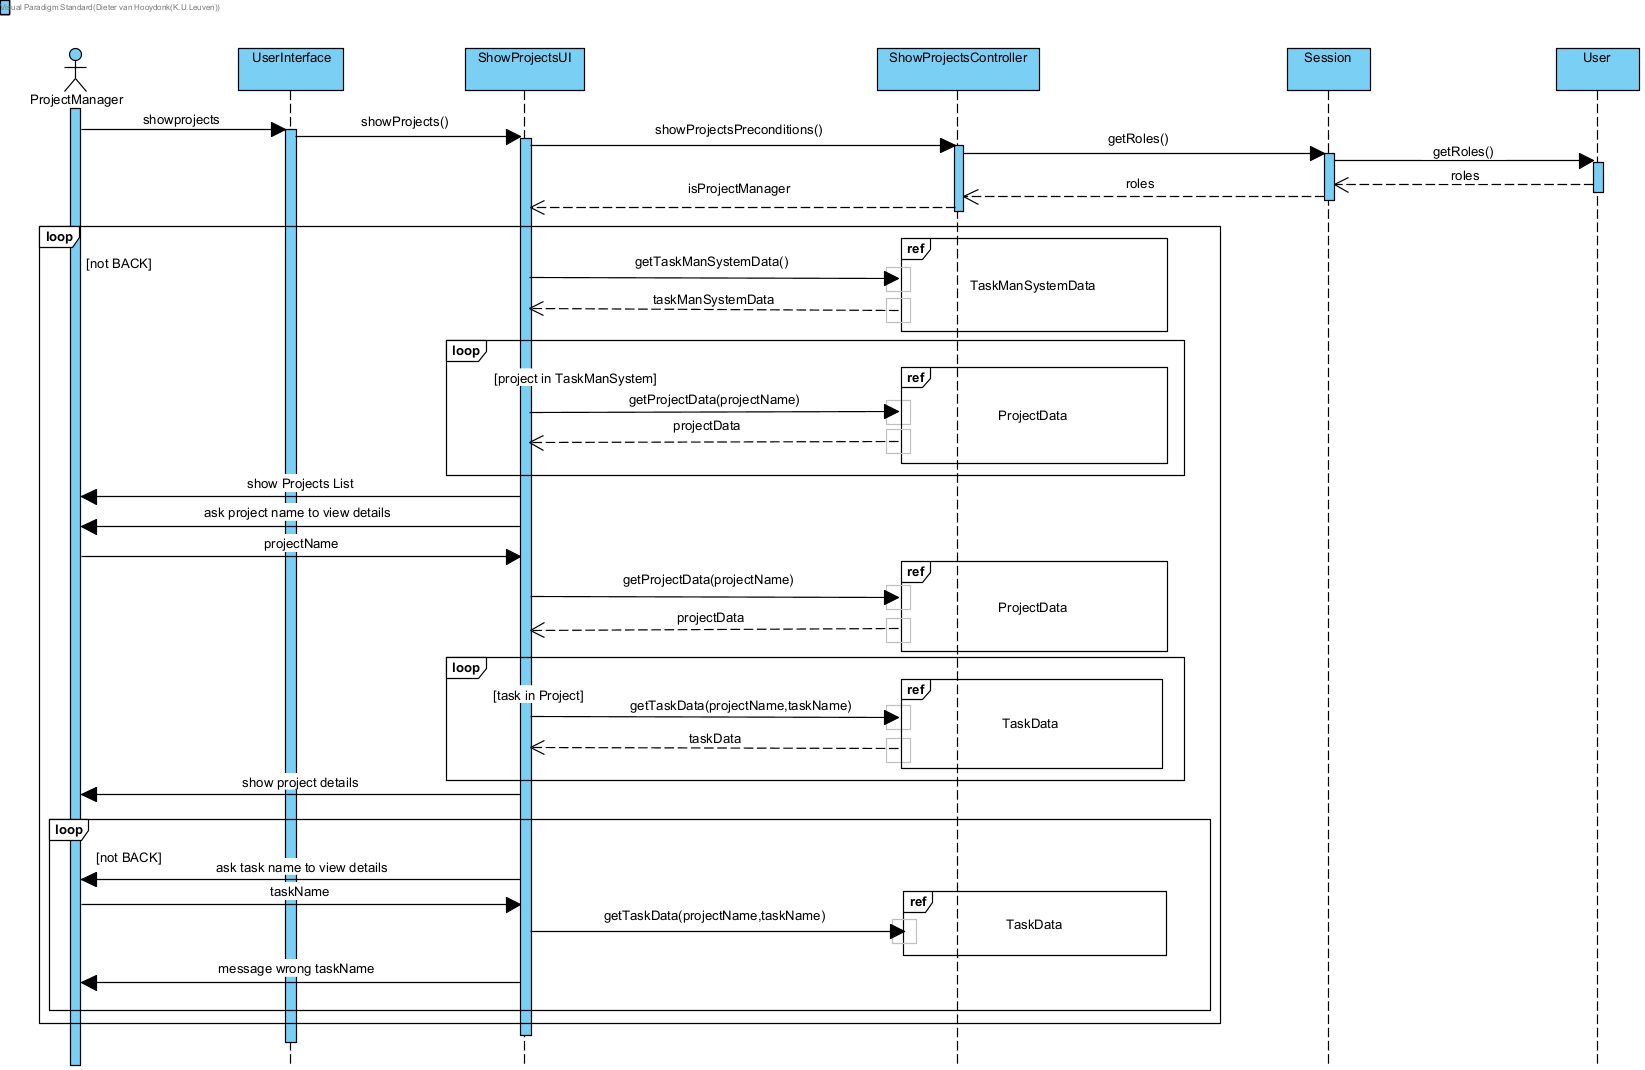 Visual Paradigm Standard(Dieter van Hooydonk(K.U.Leuven))
ProjectManager
UserInterface
ShowProjectsUI
ShowProjectsController
Session
User
showprojects
showProjects()
showProjectsPreconditions()
getRoles()
getRoles()
roles
roles
isProjectManager
loop
[not BACK]
ref
getTaskManSystemData()
TaskManSystemData
taskManSystemData
loop
[project in TaskManSystem]
ref
getProjectData(projectName)
ProjectData
projectData
show Projects List
ask project name to view details
projectName
ref
getProjectData(projectName)
ProjectData
projectData
loop
[task in Project]
ref
getTaskData(projectName,taskName)
TaskData
taskData
show project details
loop
[not BACK]
ask task name to view details
taskName
ref
getTaskData(projectName,taskName)
TaskData
message wrong taskName